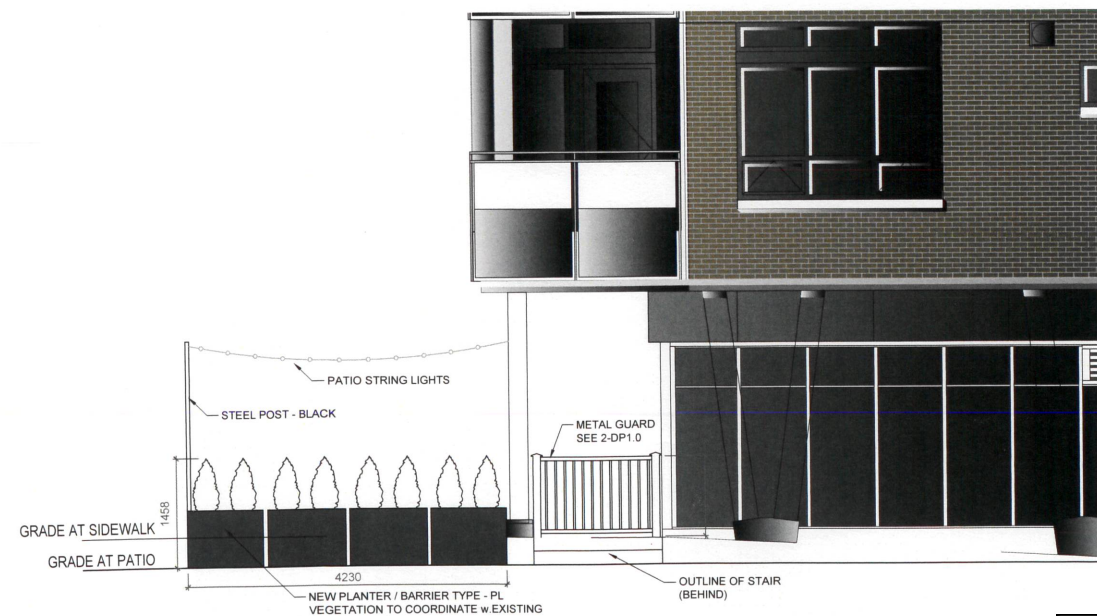 PATIO STRING LIGHTS
STEEL POST - BLACK
METAL GUARD
SEE 2-DP1.0
1458
GRADE AT SIDEWALK
GRADE AT PATIO
4230
NEW PLANTER / BARRIER TYPE - PL
VEGETATION TO COORDINATE w.EXISTING
OUTLINE OF STAIR
(BEHIND)